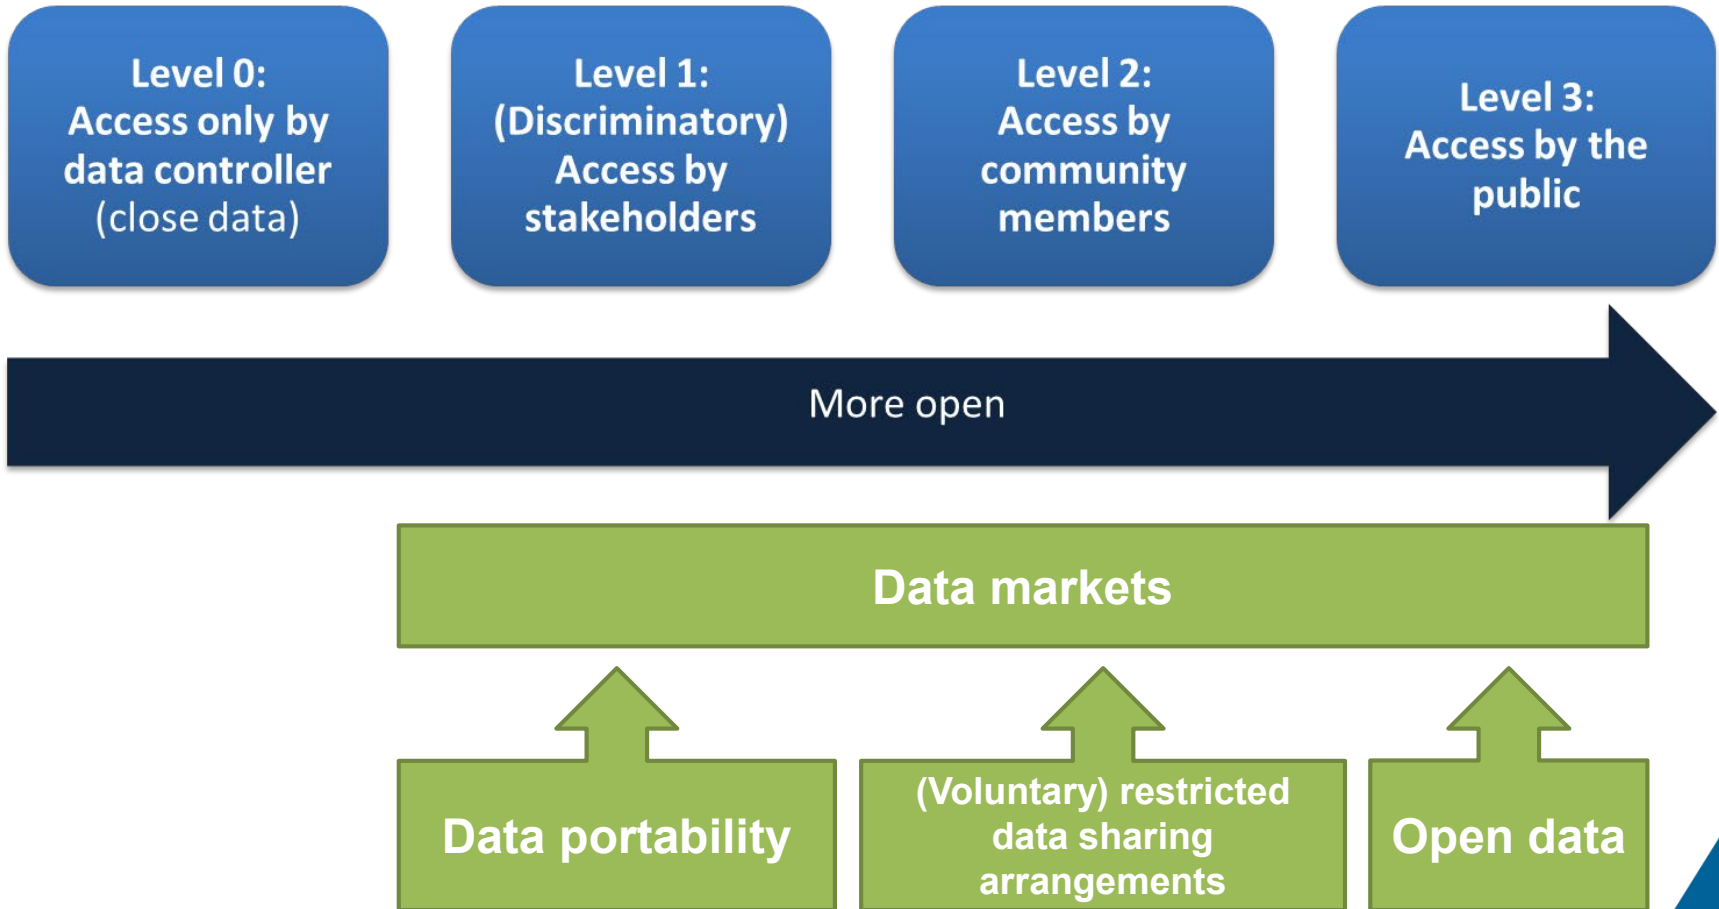 Level 0:
Access only by
data controller
(close data)
Level 1:
(Discriminatory)
Access by
stakeholders
Level 2:
Access by
community
members
Level 3:
Access by the
public
More open
Data markets
Data portability
(Voluntary) restricted
data sharing
arrangements
Open data